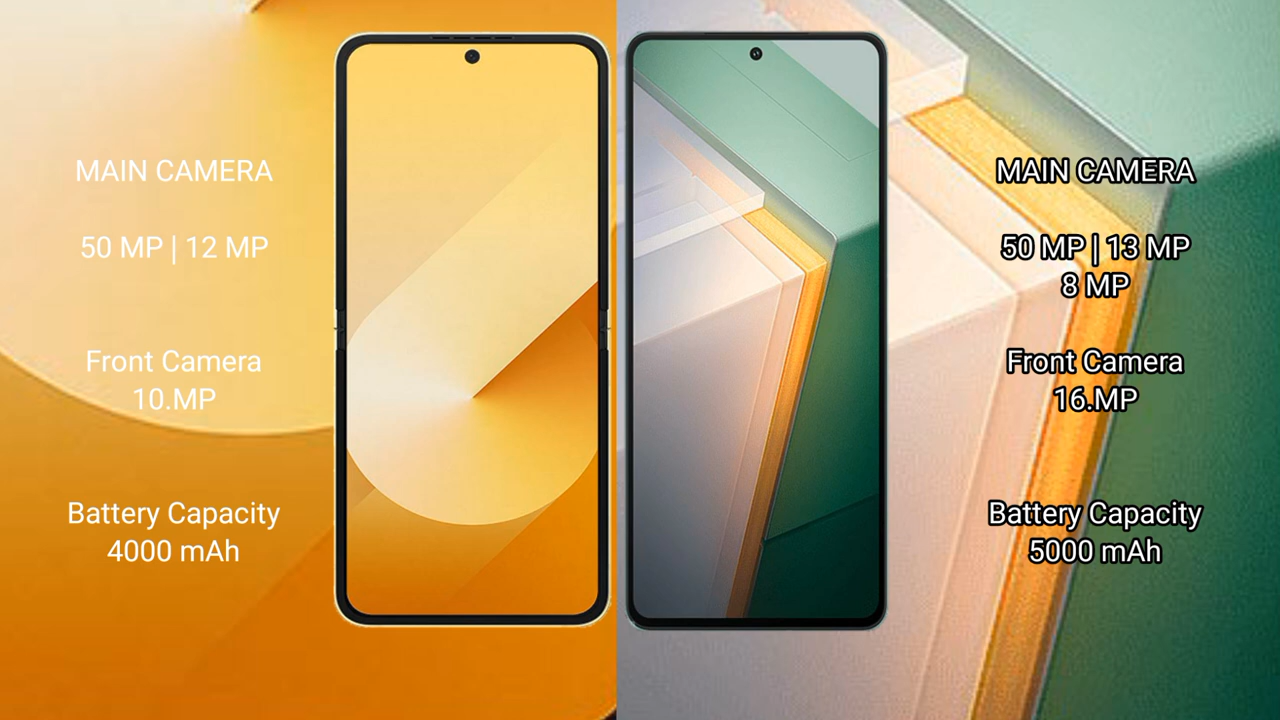 MAIN CAMERA
50 MP | 12 MP
Front Camera
10.MP
Battery Capacity
4000 mAh
MAIN CAMERA
50 MP | 13 MP
8 MP
Front Camera
16.MP
Battery Capacity
5000 mAh